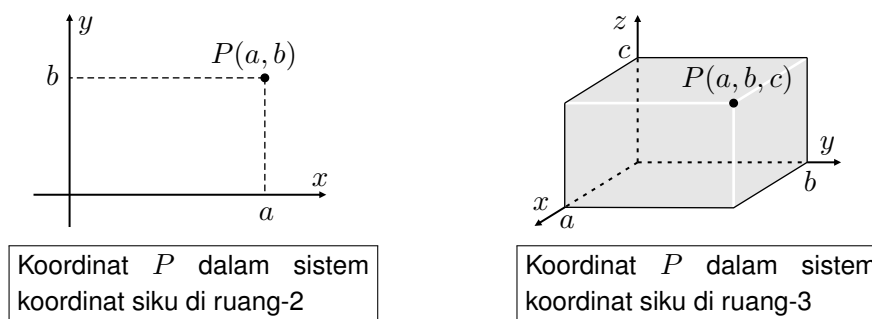 y
P(a, b)
b
x
a
Koordinat P dalam sistem
koordinat siku di ruang-2
z
c
P(a, b, c)
y
b
x
a
Koordinat P dalam sistem
koordinat siku di ruang-3